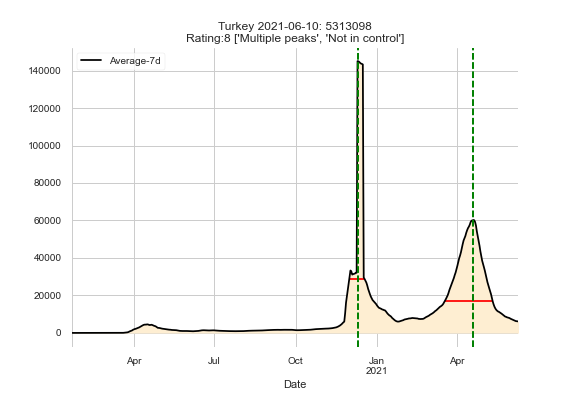 Turkey 2021-06-10: 5313098
Rating:8 ['Multiple peaks', 'Not in control']
Average-7d
140000
120000
100000
80000
60000
40000
20000
0
Apr Jul Oct Jan Apr
2021
Date